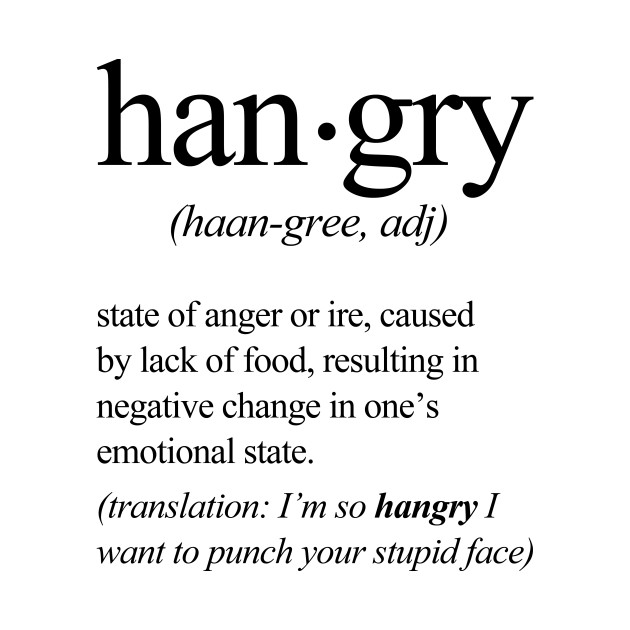 han·gry
(haan-gree, adj)
state of anger or ire, caused
by lack of food, resulting in
negative change in one’s
emotional state.
(translation: I’m so hangry I
want to punch your stupid face)